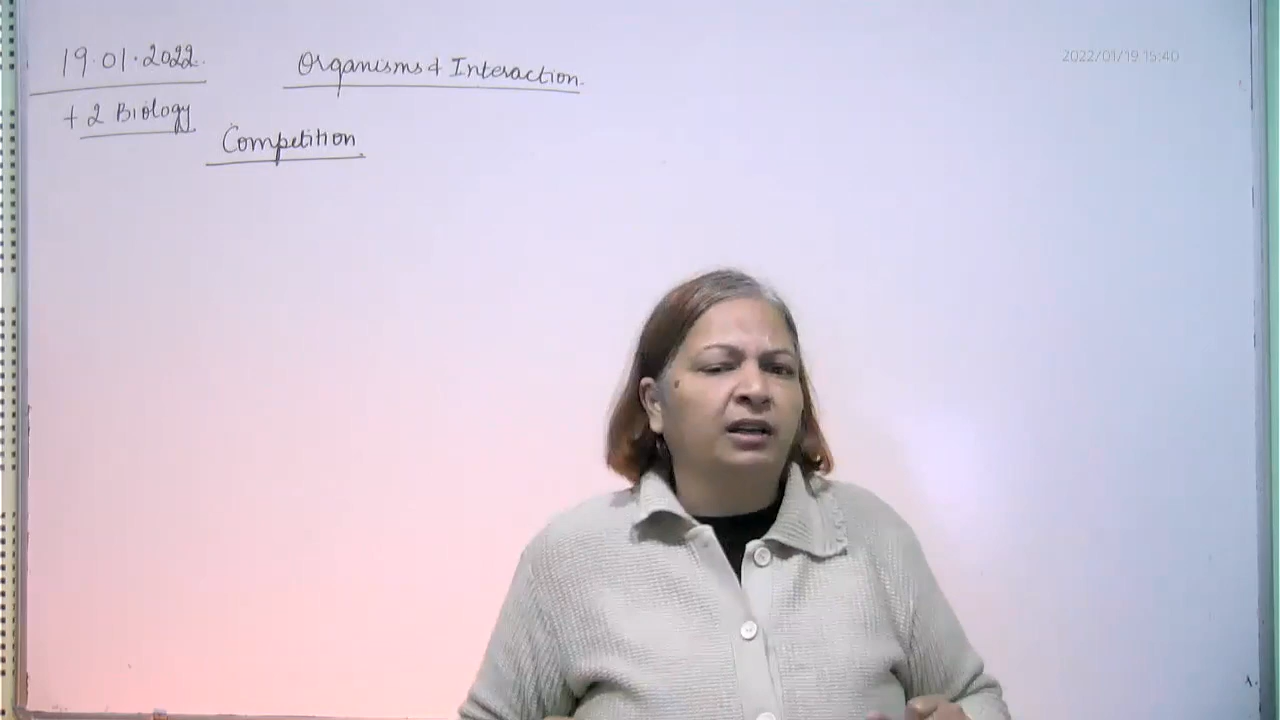 19.01.2022.
Organisms & Interaction.
2022/01/19 15:40
+2 Biology
Competition